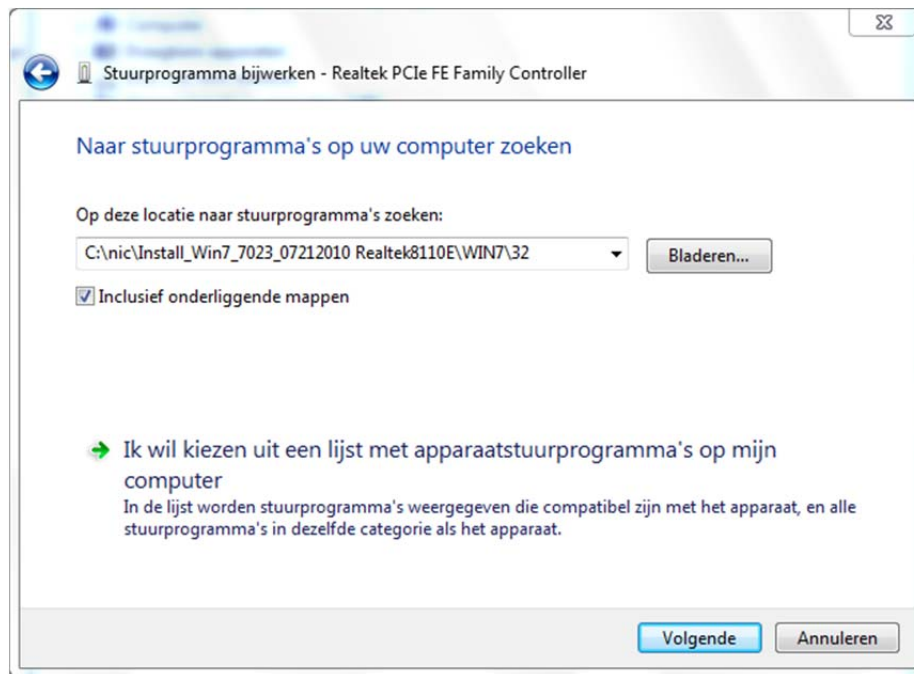 Computer
Stuurprogramma bijwerken - Realtek PCIe FE Family Controller
Naar stuurprogramma's op uw computer zoeken
Op deze locatie naar stuurprogramma's zoeken:
C:\nic\Install_Win7_7023_07212010 Realtek8110E\WIN7\32
Bladeren...
Inclusief onderliggende mappen
Ik wil kiezen uit een lijst met apparaatstuurprogramma's op mijn
computer
In de lijst worden stuurprogramma's weergegeven die compatibel zijn met het apparaat, en alle
stuurprogramma's in dezelfde categorie als het apparaat.
Volgende
Annuleren